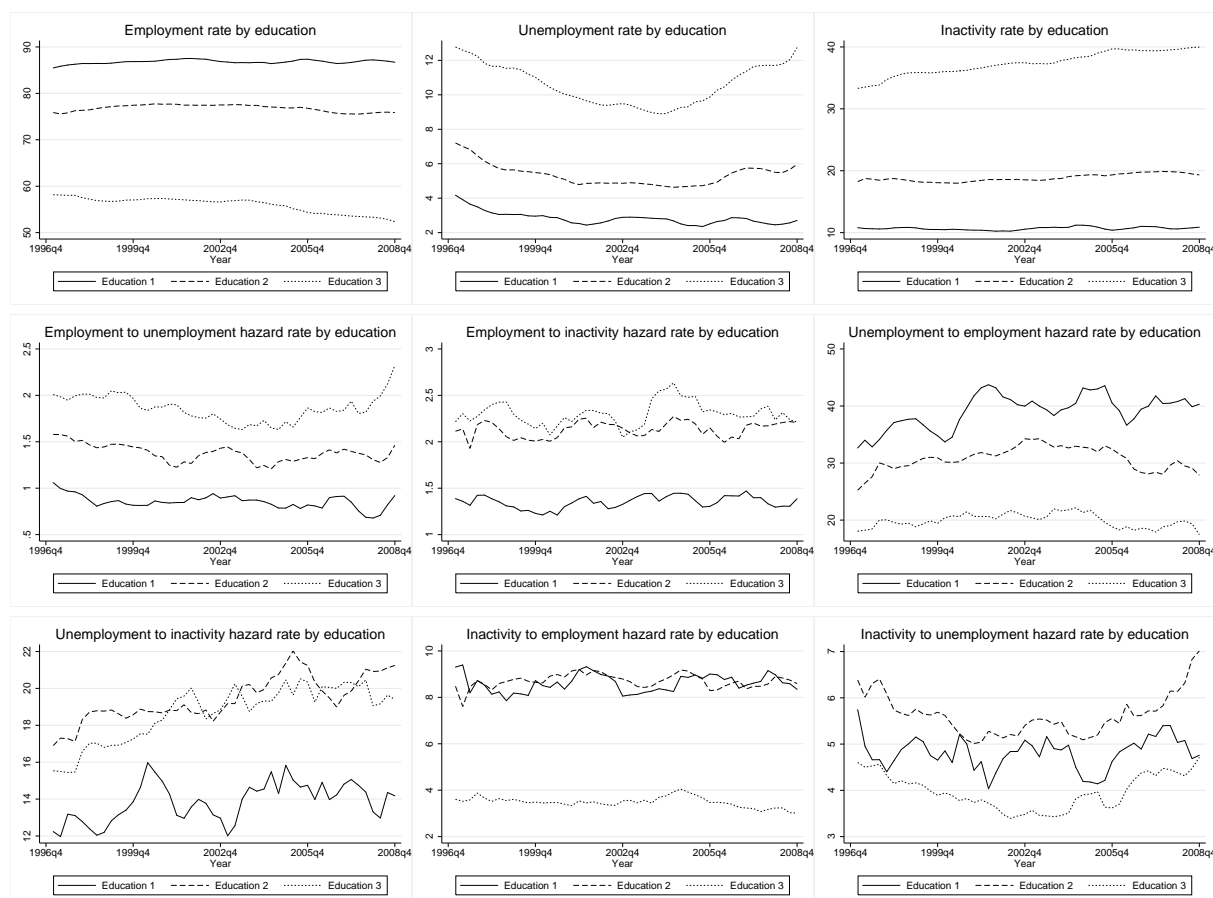 Employment rate by education
90
80
70
60
50
1996q4 1999q4 2002q4 2005q4 2008q4
Year
Education 1 Education 2 Education 3
Unemployment rate by education
12
10
8
6
4
2
1996q4 1999q4 2002q4 2005q4 2008q4
Year
Education 1 Education 2 Education 3
Inactivity rate by education
40
30
20
10
1996q4 1999q4 2002q4 2005q4 2008q4
Year
Education 1 Education 2 Education 3
Employment to unemployment hazard rate by education
2.5
2
1.5
1
.5
1996q4 1999q4 2002q4 2005q4 2008q4
Year
Education 1 Education 2 Education 3
Employment to inactivity hazard rate by education
3
2.5
2
1.5
1
1996q4 1999q4 2002q4 2005q4 2008q4
Year
Education 1 Education 2 Education 3
Unemployment to employment hazard rate by education
50
40
30
20
1996q4 1999q4 2002q4 2005q4 2008q4
Year
Education 1 Education 2 Education 3
Unemployment to inactivity hazard rate by education
22
20
18
16
14
12
1996q4 1999q4 2002q4 2005q4 2008q4
Year
Education 1 Education 2 Education 3
Inactivity to employment hazard rate by education
10
8
6
4
2
1996q4 1999q4 2002q4 2005q4 2008q4
Year
Education 1 Education 2 Education 3
Inactivity to unemployment hazard rate by education
7
6
5
4
3
1996q4 1999q4 2002q4 2005q4 2008q4
Year
Education 1 Education 2 Education 3